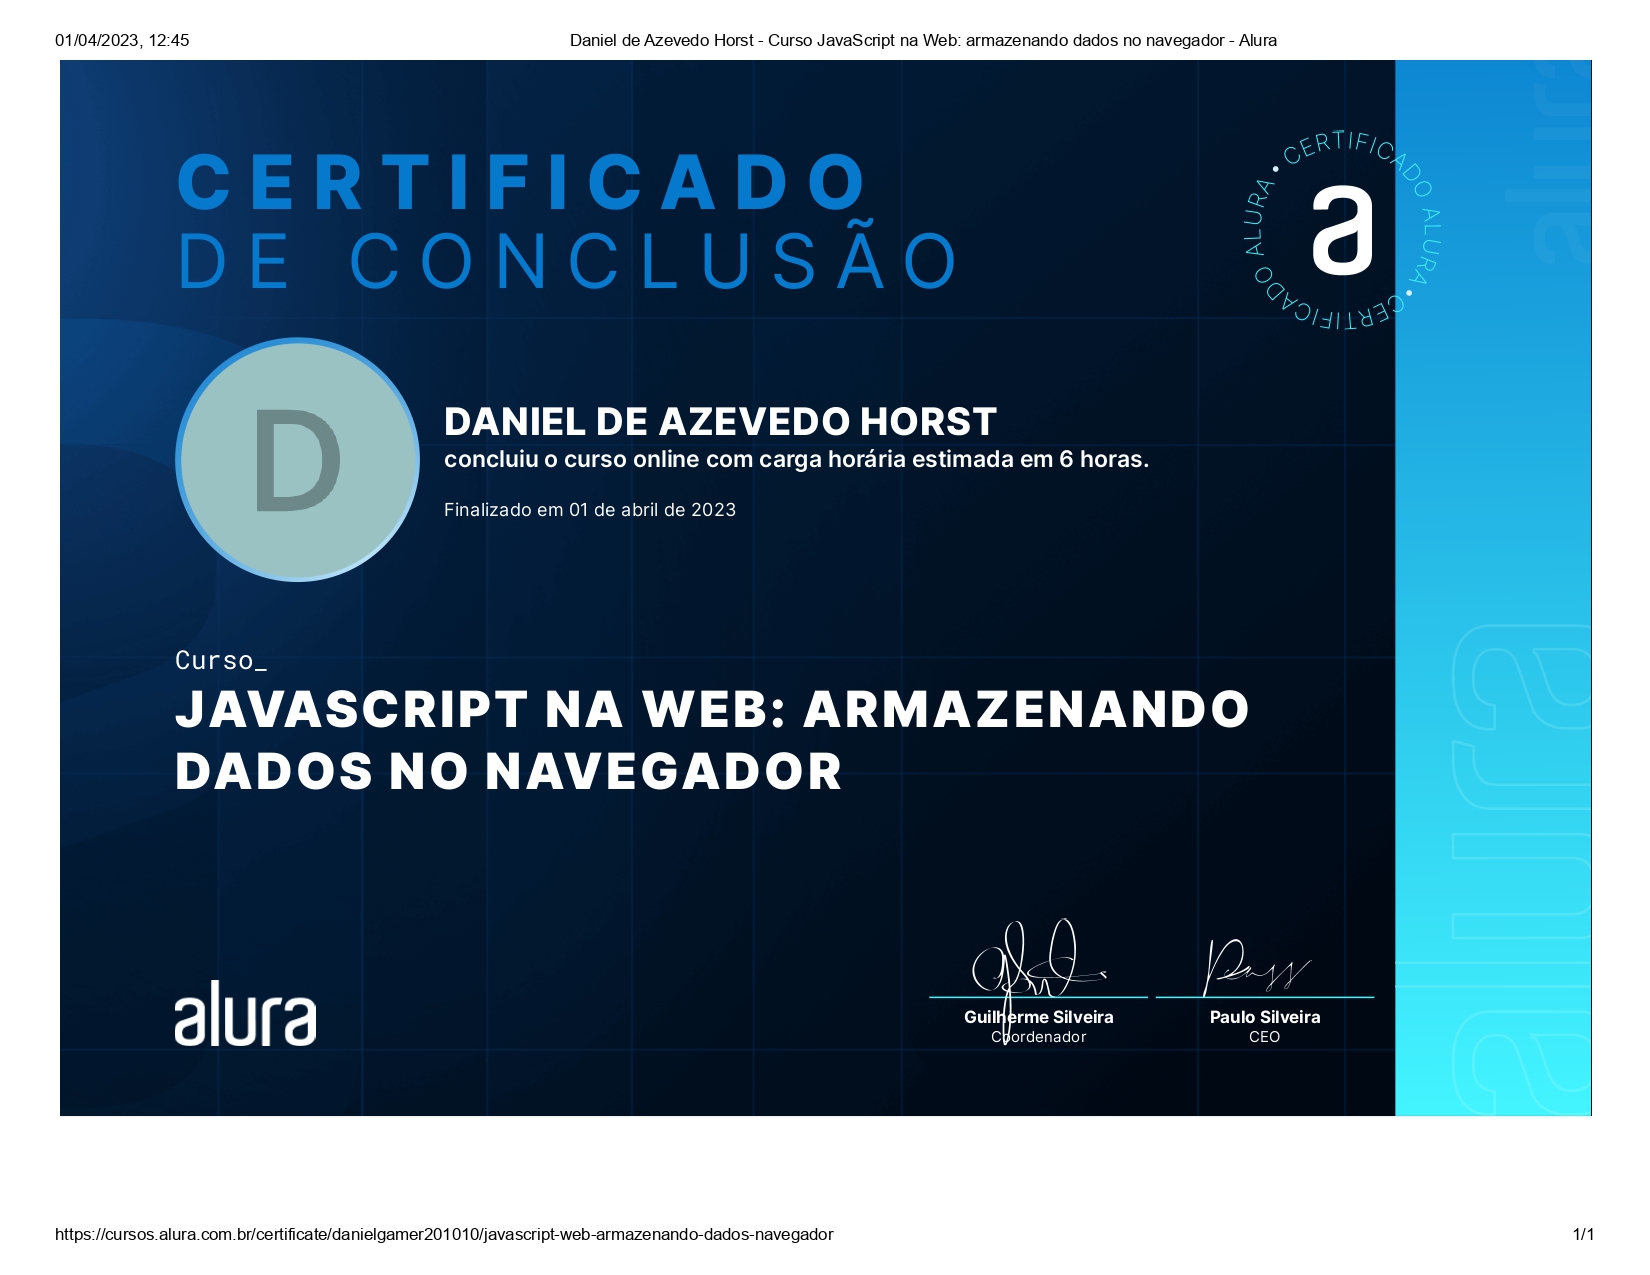 01/04/2023, 12:45
Daniel de Azevedo Horst - Curso JavaScript na Web: armazenando dados no navegador - Alura
CERTIFICADO
DE CONCLUSÃO
• CERTIFICADO ALURA • CERTIFICADO ALURA
a
alura
D
DANIEL DE AZEVEDO HORST
concluiu o curso online com carga horária estimada em 6 horas.
Finalizado em 01 de abril de 2023
Curso_
JAVASCRIPT NA WEB: ARMAZENANDO
DADOS NO NAVEGADOR
alura
alura
Guilherme Silveira
Coordenador
Paulo Silveira
CEO
https://cursos.alura.com.br/certificate/danielgamer201010/javascript-web-armazenando-dados-navegador
1/1